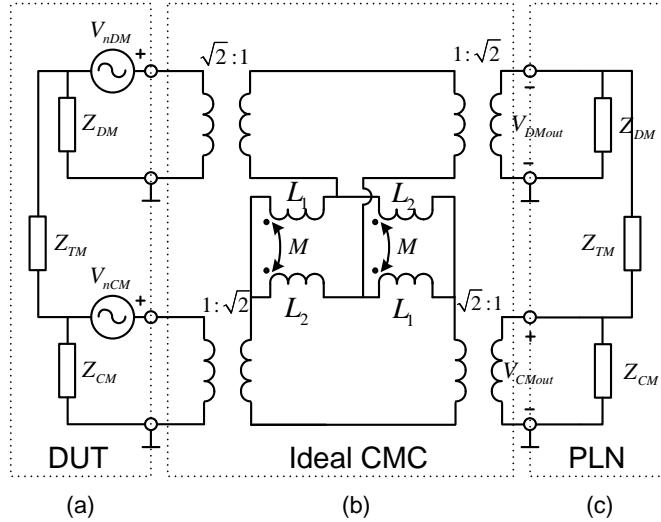 V_nDM
+
√2:1
1:√2
-
Z_DM
V_DMout
Z_DM
-
L_1
L_2
Z_TM
M
M
Z_TM
V_nCM
+
1:√2
L_2
L_1
√2:1
+
Z_CM
V_CMout
Z_CM
-
DUT
Ideal CMC
PLN
(a)
(b)
(c)